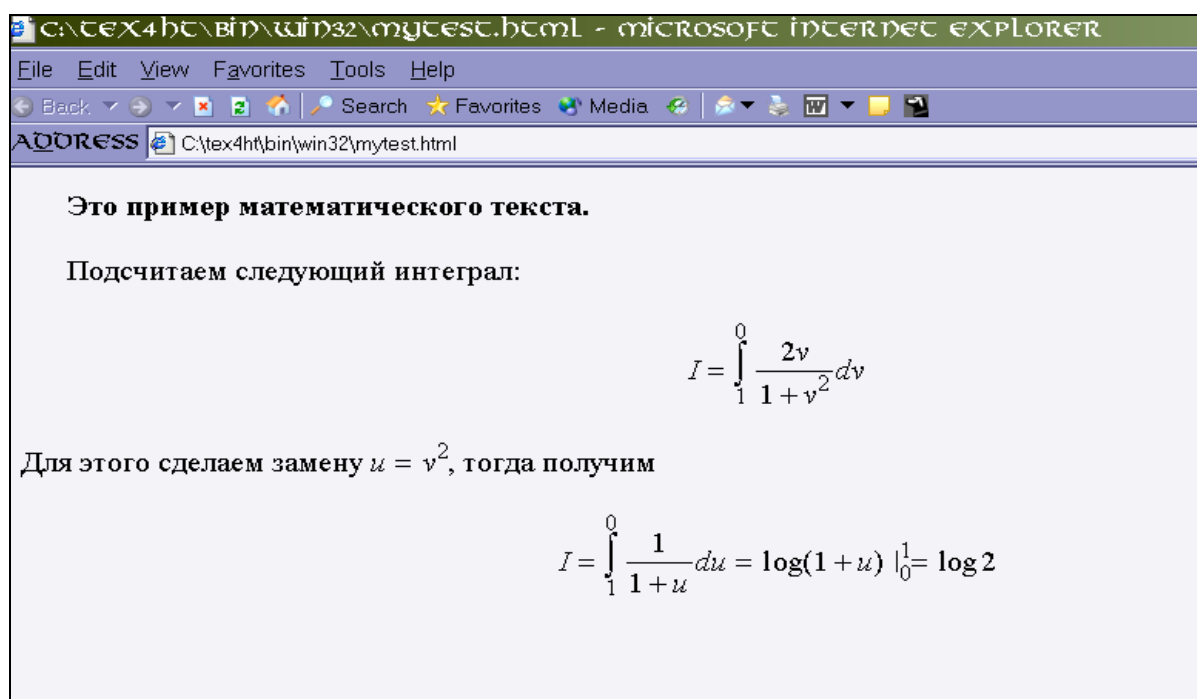 C:\tex4ht\bin\win32\mytest.html - Microsoft Internet Explorer
File Edit View Favorites Tools Help
Back Search Favorites Media
Address C:\tex4ht\bin\win32\mytest.html
Это пример математического текста.
Подсчитаем следующий интеграл:
I = ∫₁⁰ 2v / (1 + v²) dv
Для этого сделаем замену u = v², тогда получим
I = ∫₁⁰ 1 / (1 + u) du = log(1 + u) |₀¹ = log 2